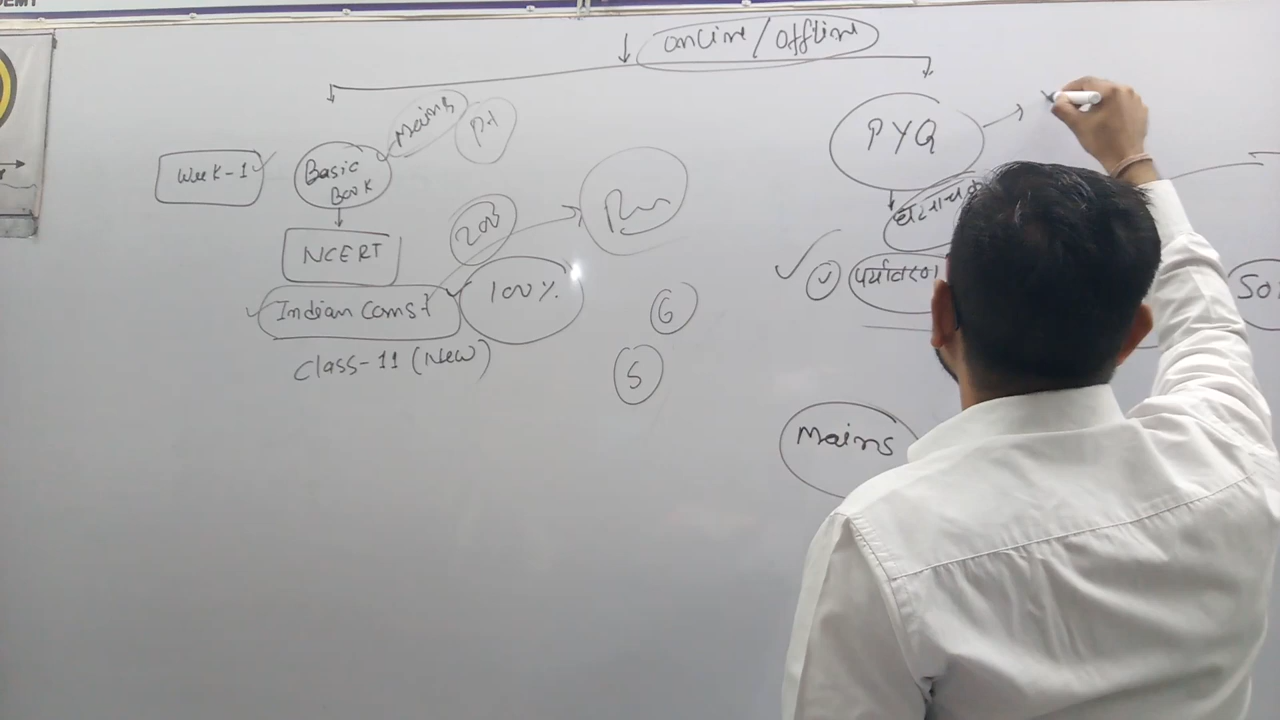 online / offline
Mains
Pt
PYQ
Week-1
Basic
Book
NCERT
200
पर्यावरण
Indian Const
100%
Class-11 (New)
6
5
Mains